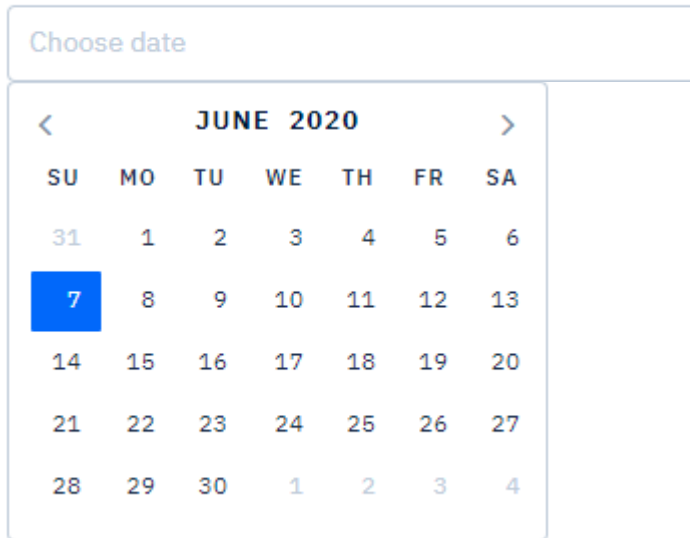 Choose date
< JUNE 2020 >
SU MO TU WE TH FR SA
31 1 2 3 4 5 6
7 8 9 10 11 12 13
14 15 16 17 18 19 20
21 22 23 24 25 26 27
28 29 30 1 2 3 4